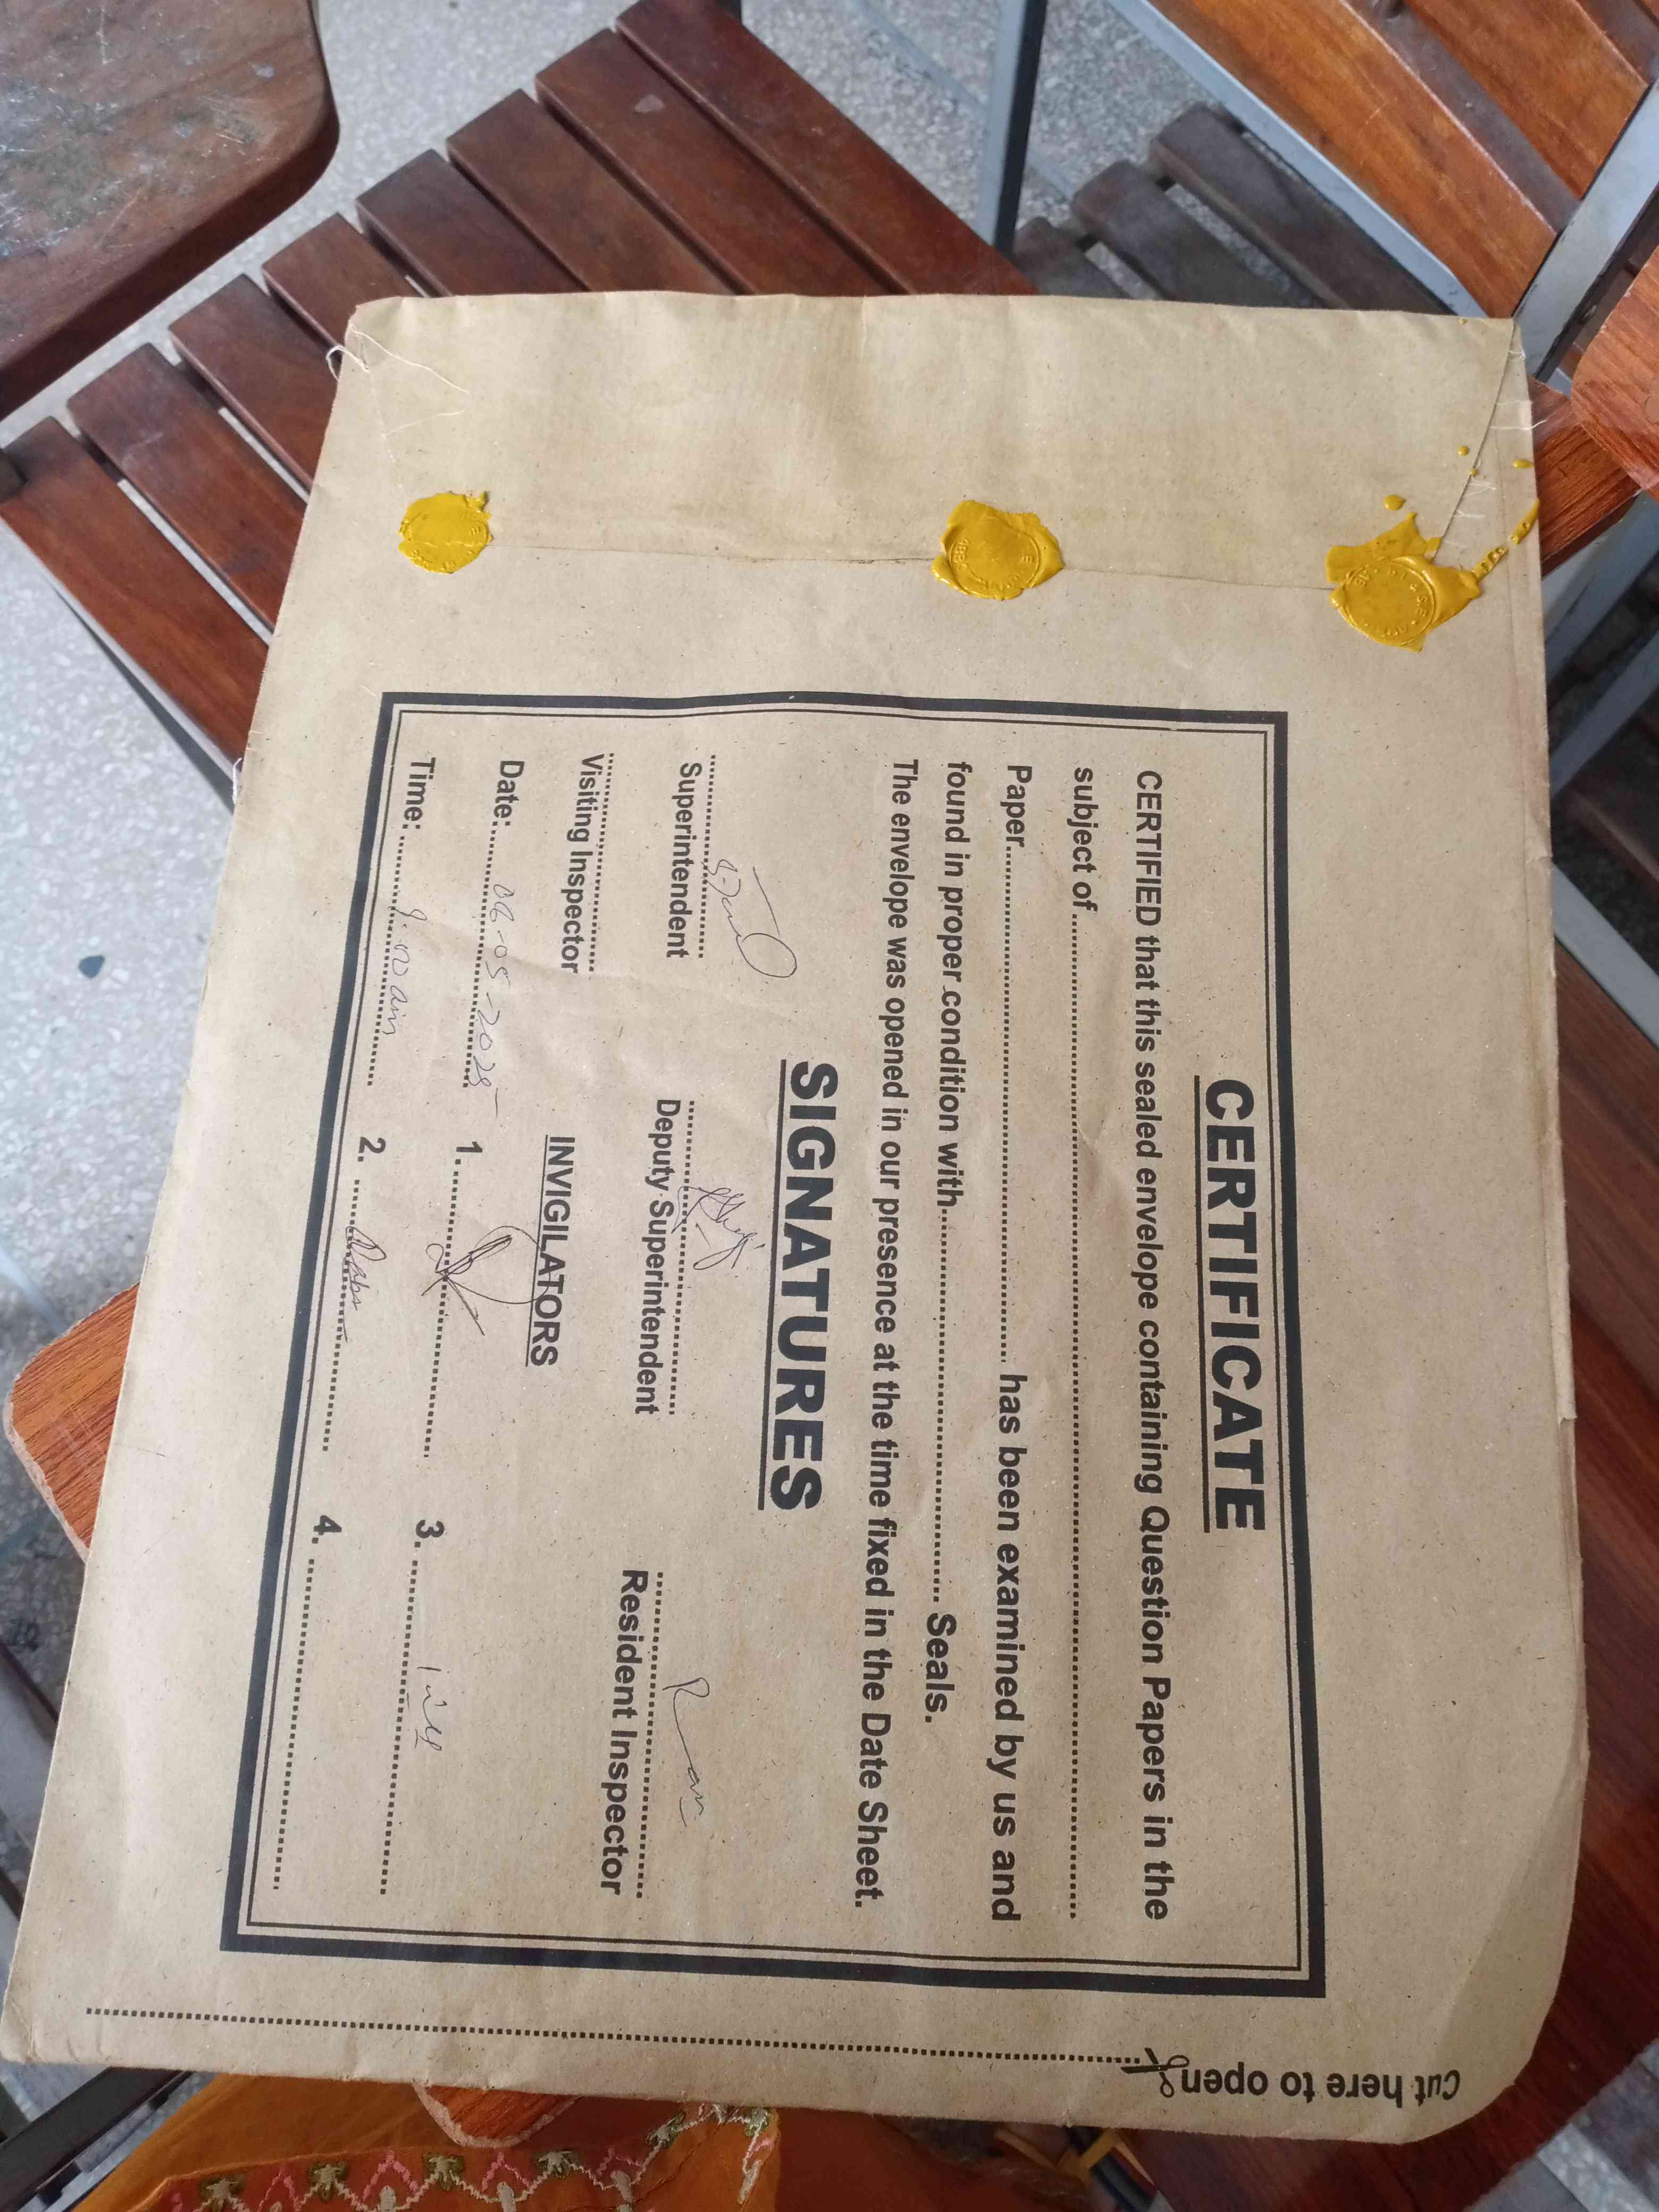 CERTIFICATE
CERTIFIED that this sealed envelope containing Question Papers in the
subject of
Paper has been examined by us and
found in proper condition with Seals.
The envelope was opened in our presence at the time fixed in the Date Sheet.
SIGNATURES
Superintendent Deputy Superintendent Resident Inspector
Visiting Inspector
INVIGILATORS
Date: -05-2025 1. 3.
Time: 9:00 am 2. 4.
Cut here to open